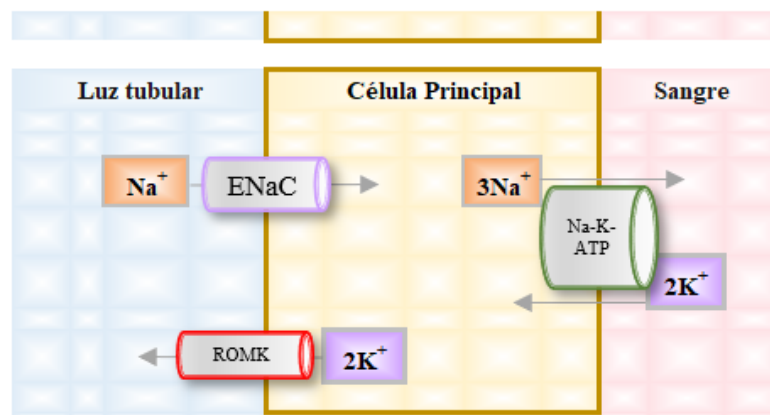 Luz tubular
Célula Principal
Sangre
Na⁺
ENaC
3Na⁺
Na-K-
ATP
2K⁺
ROMK
2K⁺